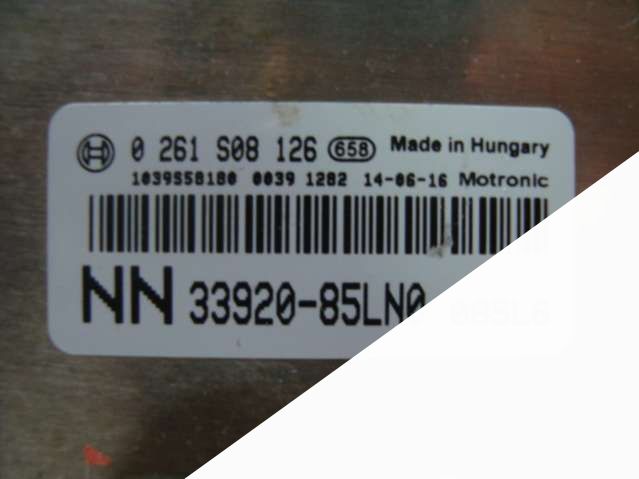 0 261 S08 126 658 Made in Hungary
1039S58180 0039 1282 14-06-16 Motronic
NN 33920-85LN0